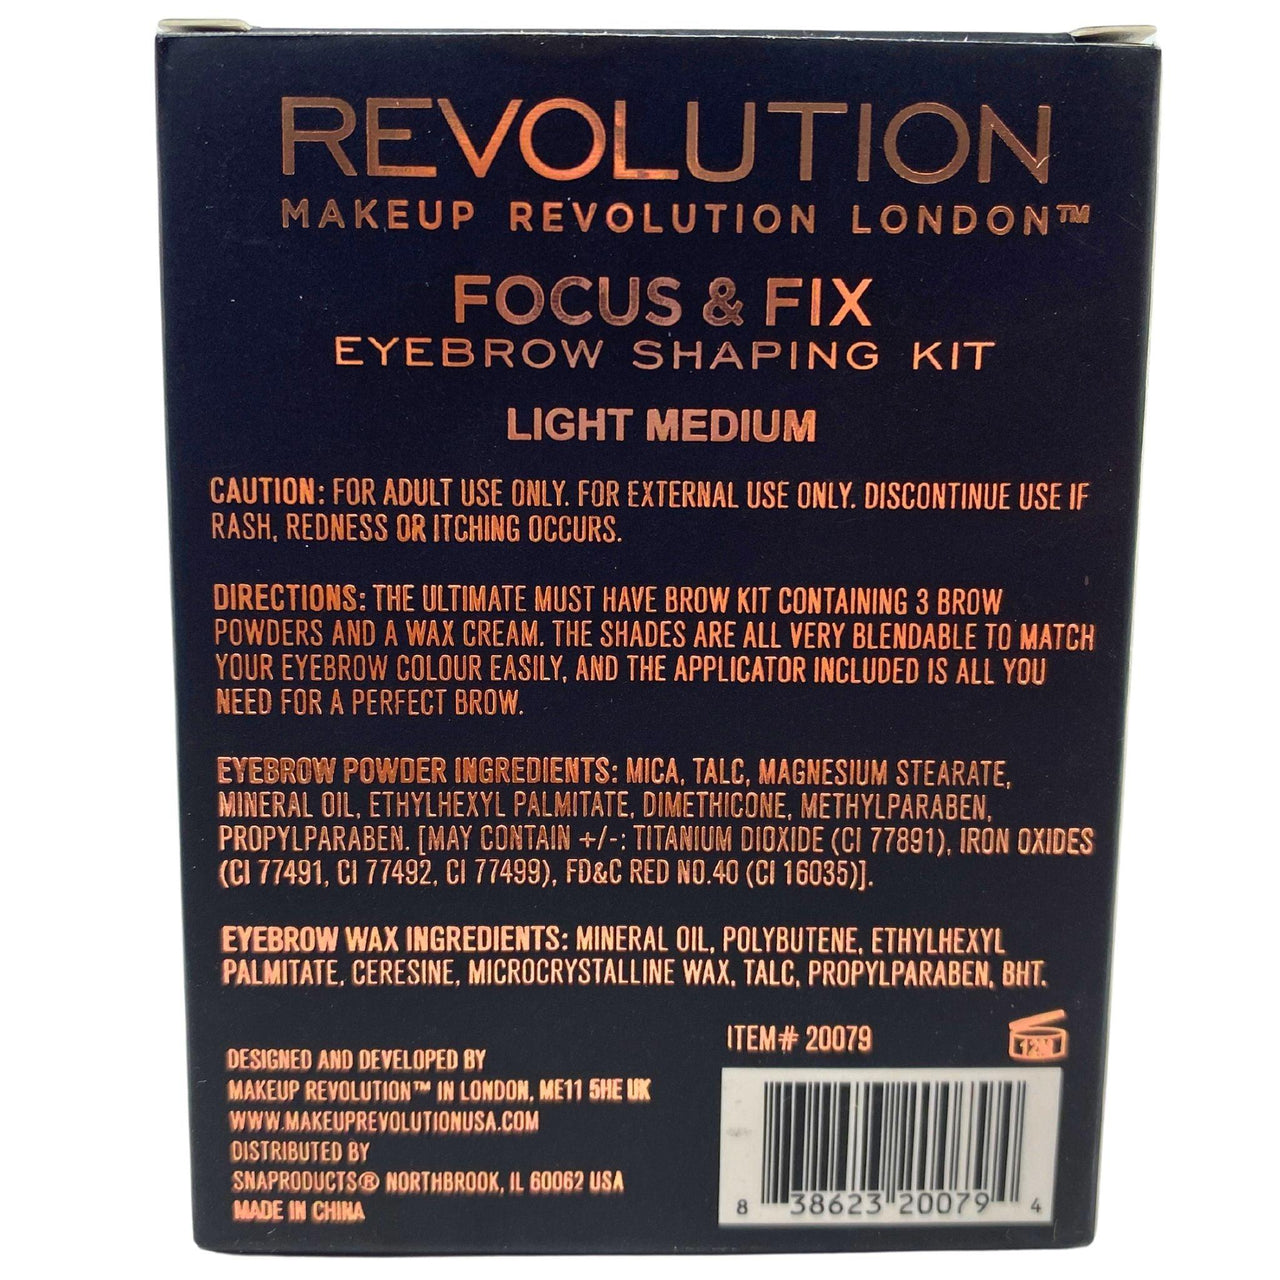 REVOLUTION
MAKEUP REVOLUTION LONDON™
FOCUS & FIX
EYEBROW SHAPING KIT
LIGHT MEDIUM
CAUTION: FOR ADULT USE ONLY. FOR EXTERNAL USE ONLY. DISCONTINUE USE IF
RASH, REDNESS OR ITCHING OCCURS.
DIRECTIONS: THE ULTIMATE MUST HAVE BROW KIT CONTAINING 3 BROW
POWDERS AND A WAX CREAM. THE SHADES ARE ALL VERY BLENDABLE TO MATCH
YOUR EYEBROW COLOUR EASILY, AND THE APPLICATOR INCLUDED IS ALL YOU
NEED FOR A PERFECT BROW.
EYEBROW POWDER INGREDIENTS: MICA, TALC, MAGNESIUM STEARATE,
MINERAL OIL, ETHYLHEXYL PALMITATE, DIMETHICONE, METHYLPARABEN,
PROPYLPARABEN. [MAY CONTAIN +/-: TITANIUM DIOXIDE (CI 77891), IRON OXIDES
(CI 77491, CI 77492, CI 77499), FD&C RED NO.40 (CI 16035)].
EYEBROW WAX INGREDIENTS: MINERAL OIL, POLYBUTENE, ETHYLHEXYL
PALMITATE, CERESINE, MICROCRYSTALLINE WAX, TALC, PROPYLPARABEN, BHT.
DESIGNED AND DEVELOPED BY
MAKEUP REVOLUTION™ IN LONDON, ME11 5HE UK
WWW.MAKEUPREVOLUTIONUSA.COM
DISTRIBUTED BY
SNAPRODUCTS® NORTHBROOK, IL 60062 USA
MADE IN CHINA
ITEM# 20079
12M
8 38623 20079 4